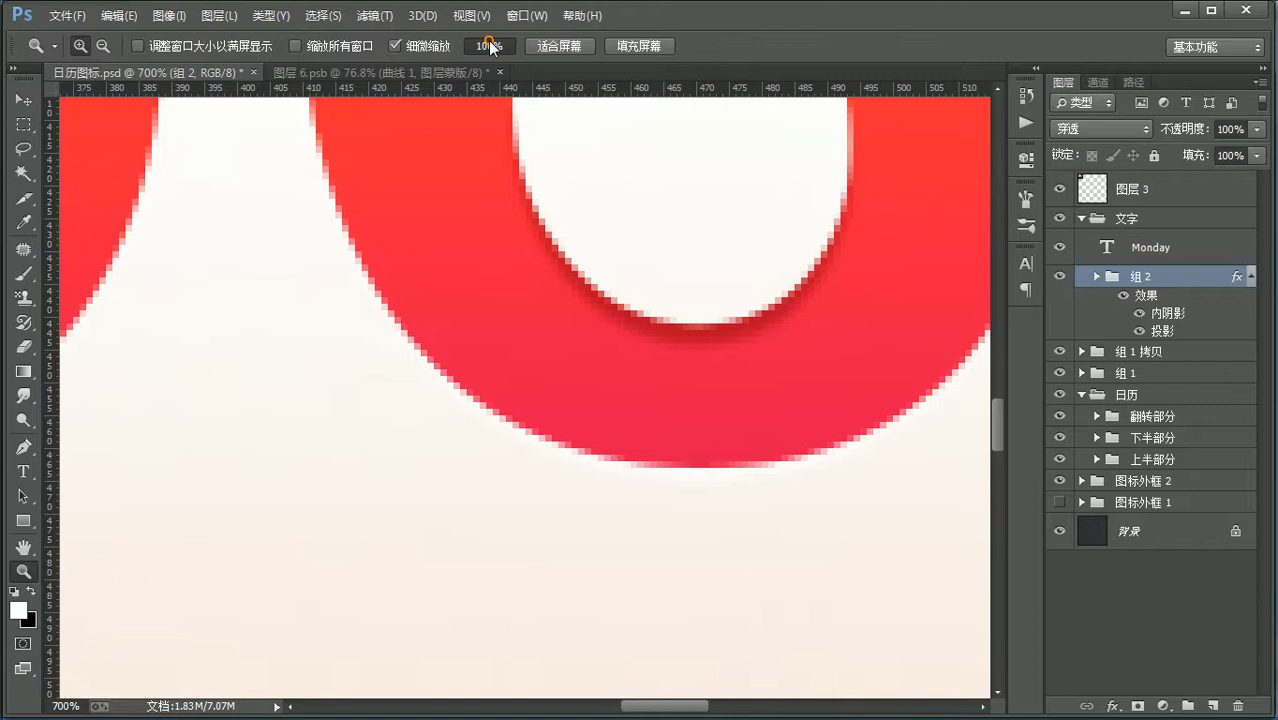 Ps 文件(F) 编辑(E) 图像(I) 图层(L) 类型(Y) 选择(S) 滤镜(T) 3D(D) 视图(V) 窗口(W) 帮助(H)
调整窗口大小以满屏显示 缩放所有窗口 细微缩放 100% 适合屏幕 填充屏幕 基本功能
日历图标.psd @ 700% (组 2, RGB/8) * × 图层 6.psb @ 76.8% (曲线 1, 图层蒙版/8) * ×
图层 通道 路径
375 380 385 390 395 400 405 410 415 420 425 430 435 440 445 450 455 460 465 470 475 480 485 490 495 500 505 510
类型
穿透 不透明度: 100%
锁定: 填充: 100%
图层 3
文字
T Monday
组 2 fx
效果
内阴影
投影
组 1 拷贝
组 1
日历
翻转部分
下半部分
上半部分
图标外框 2
图标外框 1
背景
700% 文档:1.83M/7.07M